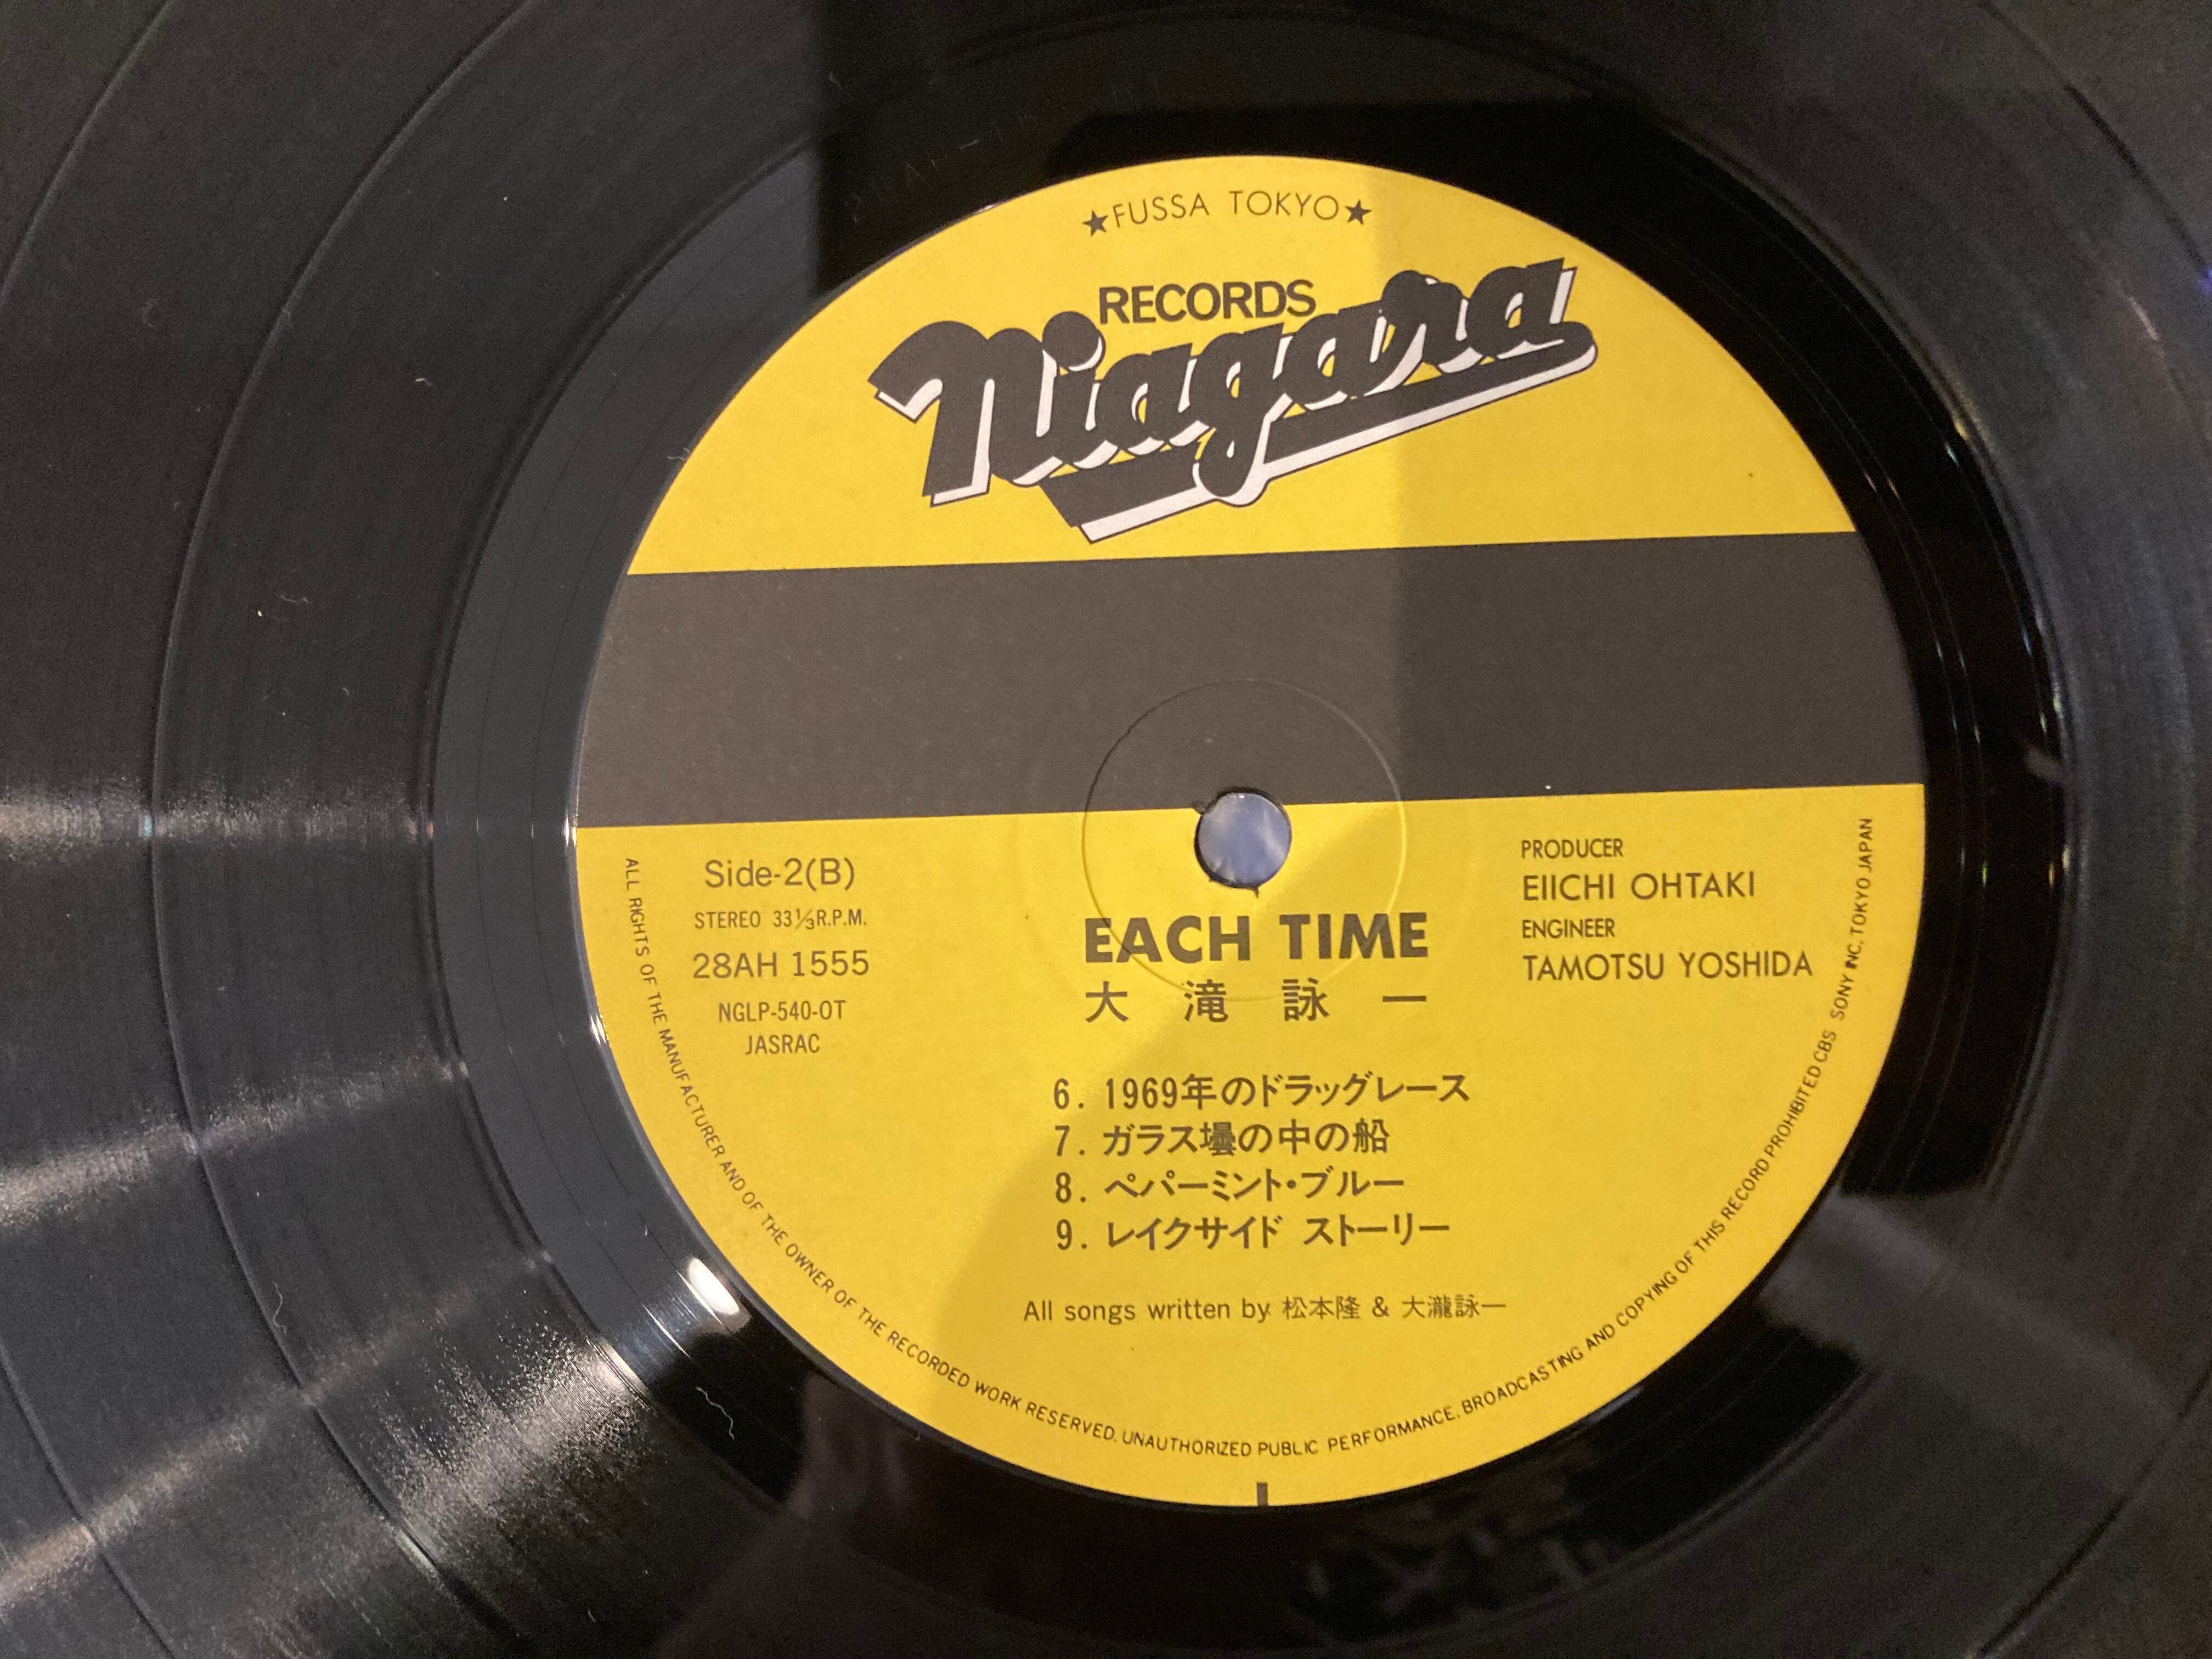 ★FUSSA TOKYO★
RECORDS
Niagara
Side-2(B)
STEREO 33⅓R.P.M.
28AH 1555
NGLP-540-OT
JASRAC
EACH TIME
大滝詠一
PRODUCER
EIICHI OHTAKI
ENGINEER
TAMOTSU YOSHIDA
6. 1969年のドラッグレース
7. ガラス壜の中の船
8. ペパーミント・ブルー
9. レイクサイド ストーリー
All songs written by 松本隆 & 大瀧詠一
ALL RIGHTS OF THE MANUFACTURER AND OF THE OWNER OF THE RECORDED WORK RESERVED. UNAUTHORIZED PUBLIC PERFORMANCE. BROADCASTING AND COPYING OF THIS RECORD PROHIBITED CBS SONY INC. TOKYO JAPAN